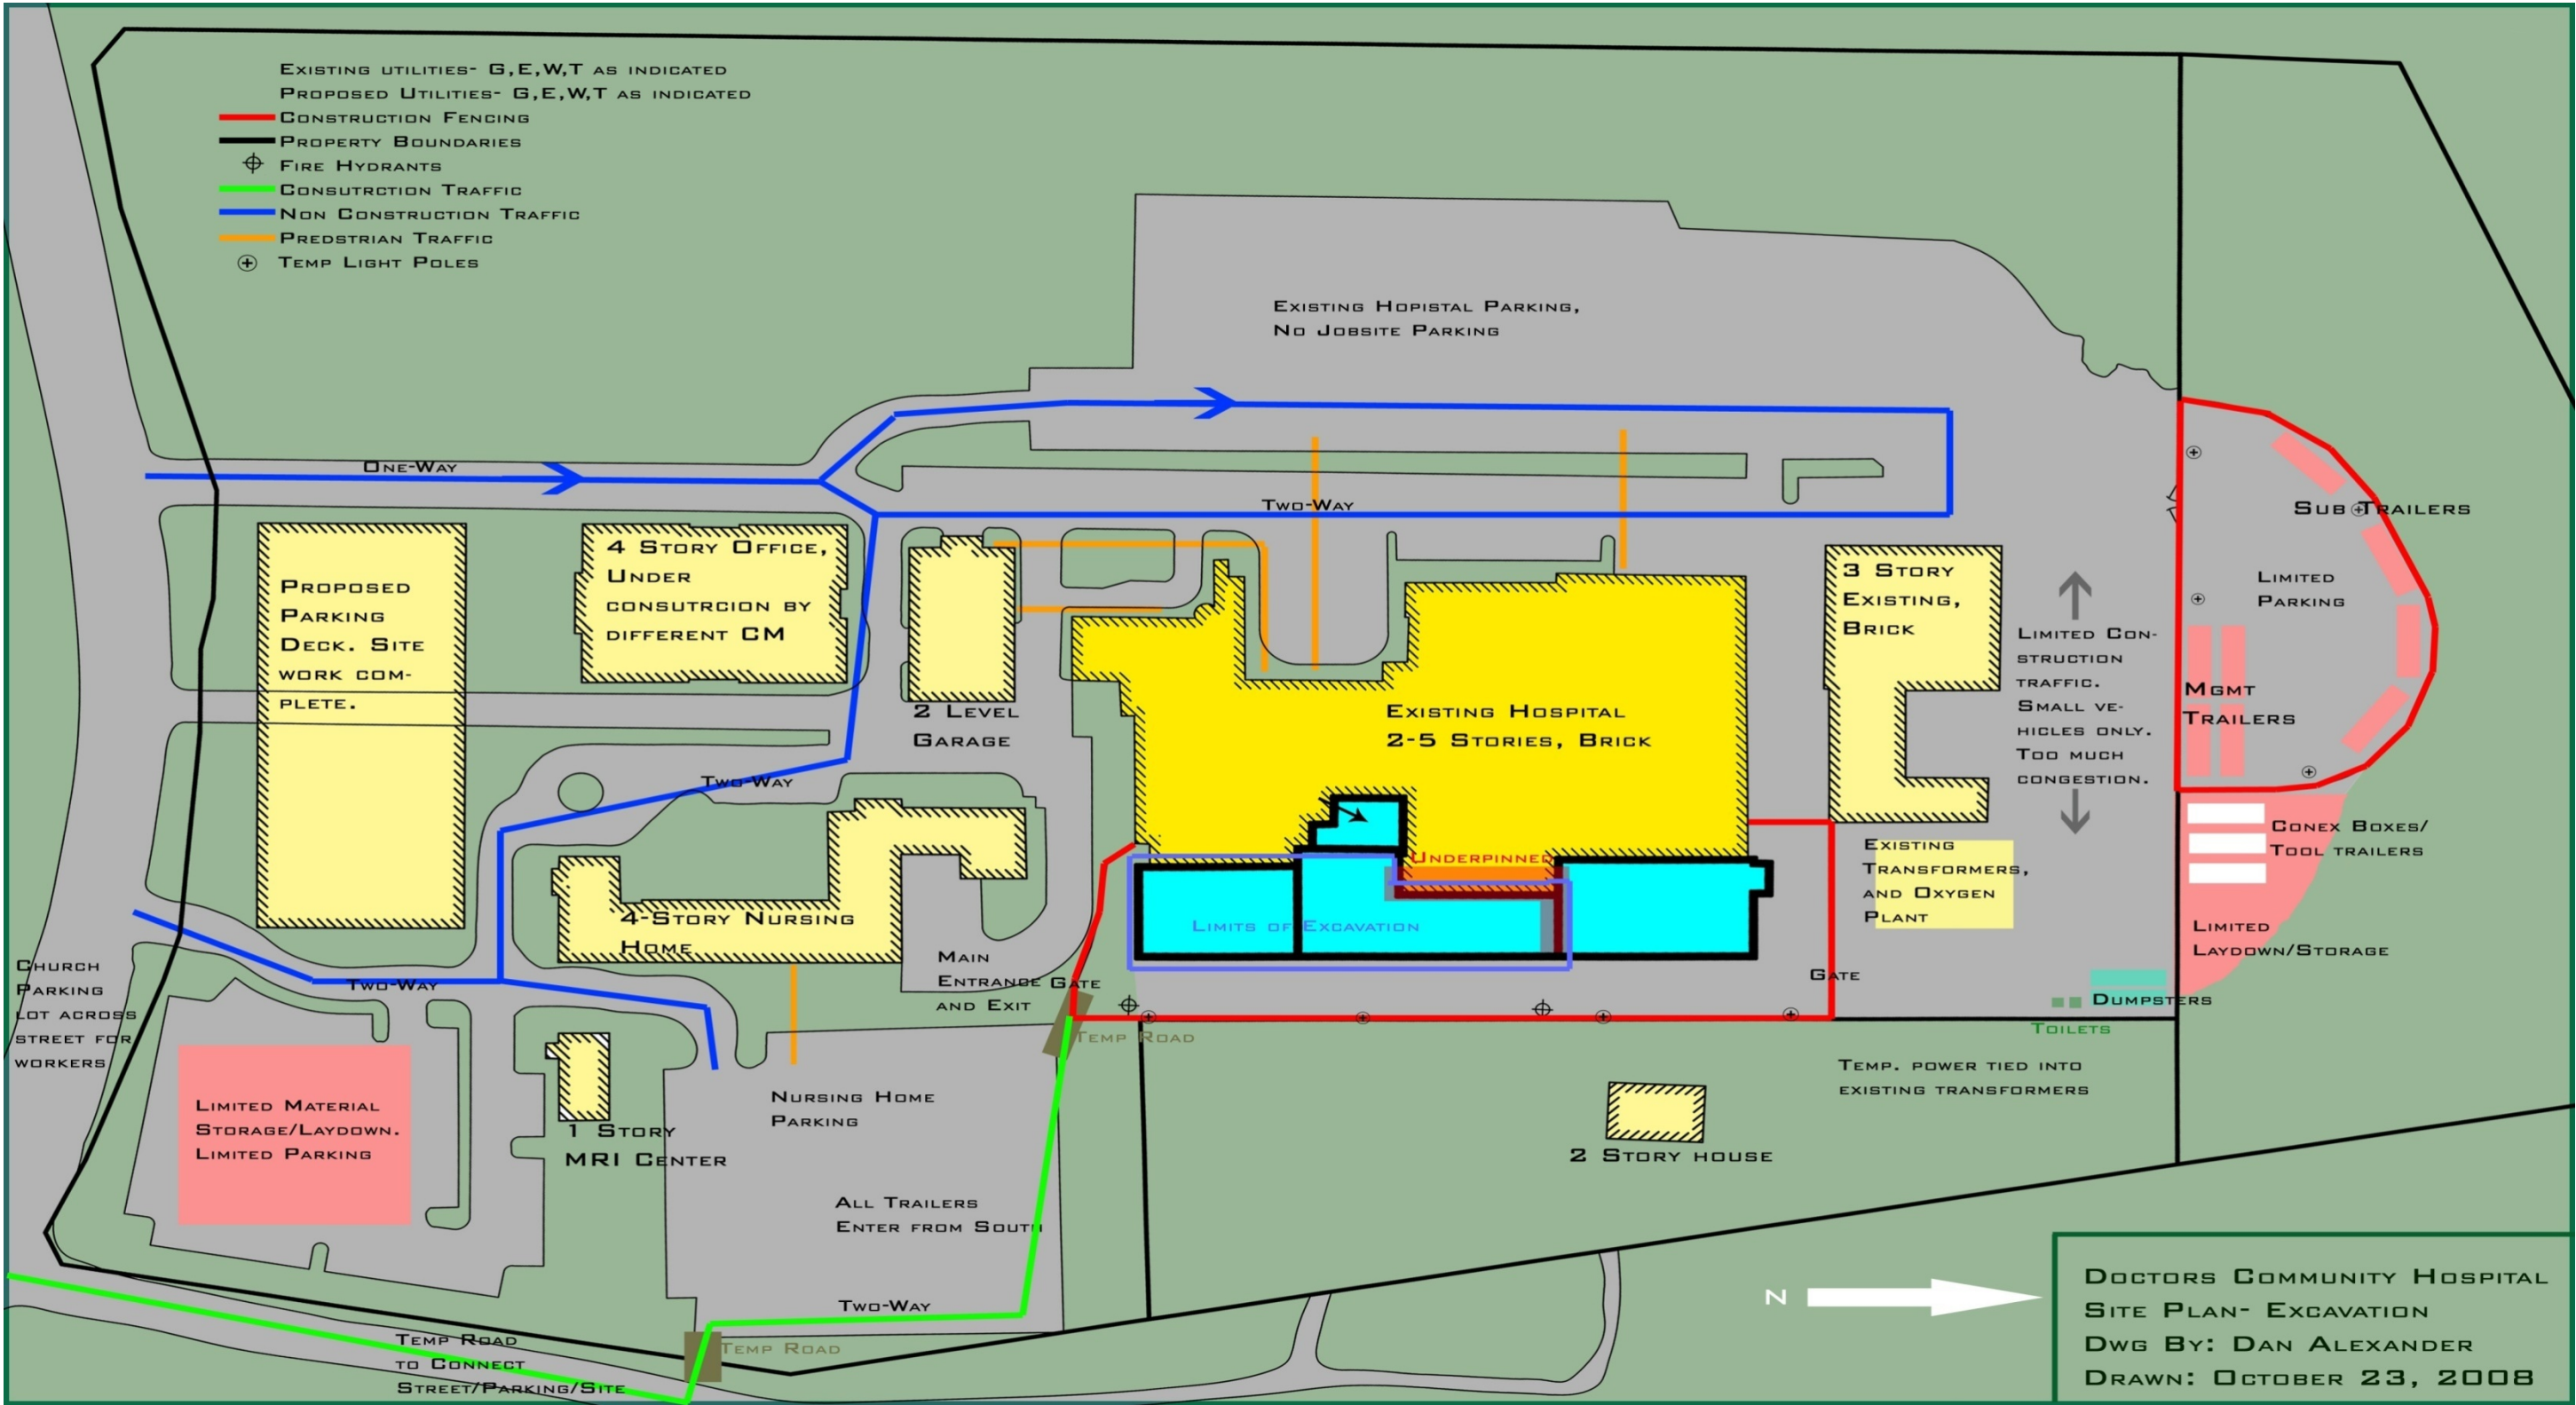 Existing utilities- G,E,W,T as indicated
Proposed Utilities- G,E,W,T as indicated
Construction Fencing
Property Boundaries
Fire Hydrants
Consutrction Traffic
Non Construction Traffic
Predstrian Traffic
Temp Light Poles
Existing Hopistal Parking,
No Jobsite Parking
One-Way
Two-Way
Sub Trailers
Proposed
Parking
Deck. Site
work com-
plete.
4 Story Office,
Under
consutrcion by
different CM
2 Level
Garage
Existing Hospital
2-5 Stories, Brick
3 Story
Existing,
Brick
Limited Con-
struction
traffic.
Small ve-
hicles only.
Too much
congestion.
Limited
Parking
Mgmt
Trailers
Two-Way
Conex Boxes/
Tool trailers
Underpinned
Existing
Transformers,
and Oxygen
Plant
4-Story Nursing
Home
Limits of Excavation
Limited
Laydown/Storage
Main
Entrance
and Exit
Gate
Gate
Church
Parking
lot across
street for
workers
Two-Way
Dumpsters
Toilets
Temp Road
Temp. power tied into
existing transformers
Limited Material
Storage/Laydown.
Limited Parking
1 Story
MRI Center
Nursing Home
Parking
2 Story house
All Trailers
Enter from South
Two-Way
Temp Road
to Connect
Street/Parking/Site
Temp Road
N
Doctors Community Hospital
Site Plan- Excavation
Dwg By: Dan Alexander
Drawn: October 23, 2008